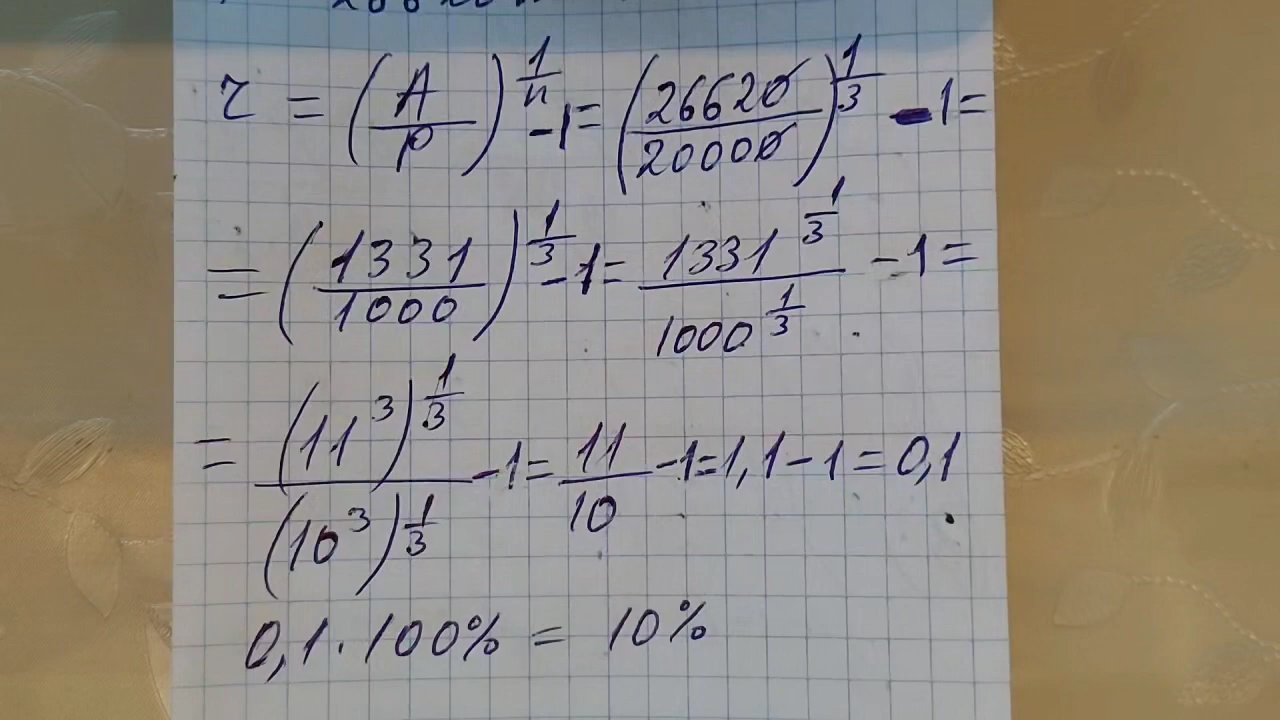 r = (A/p)^(1/n) - 1 = (26620/20000)^(1/3) - 1 =
= (1331/1000)^(1/3) - 1 = 1331^(1/3)/1000^(1/3) - 1 =
= (11^3)^(1/3)/(10^3)^(1/3) - 1 = 11/10 - 1 = 1,1 - 1 = 0,1
0,1 · 100% = 10%